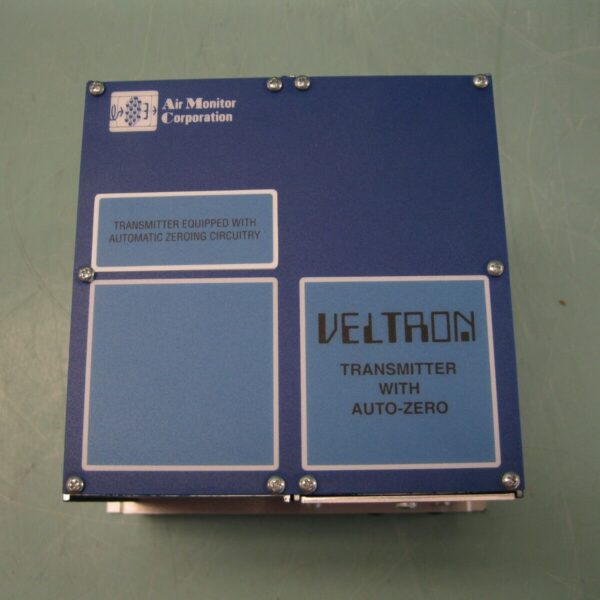 Air Monitor
Corporation
TRANSMITTER EQUIPPED WITH
AUTOMATIC ZEROING CIRCUITRY
VELTRON
TRANSMITTER
WITH
AUTO-ZERO